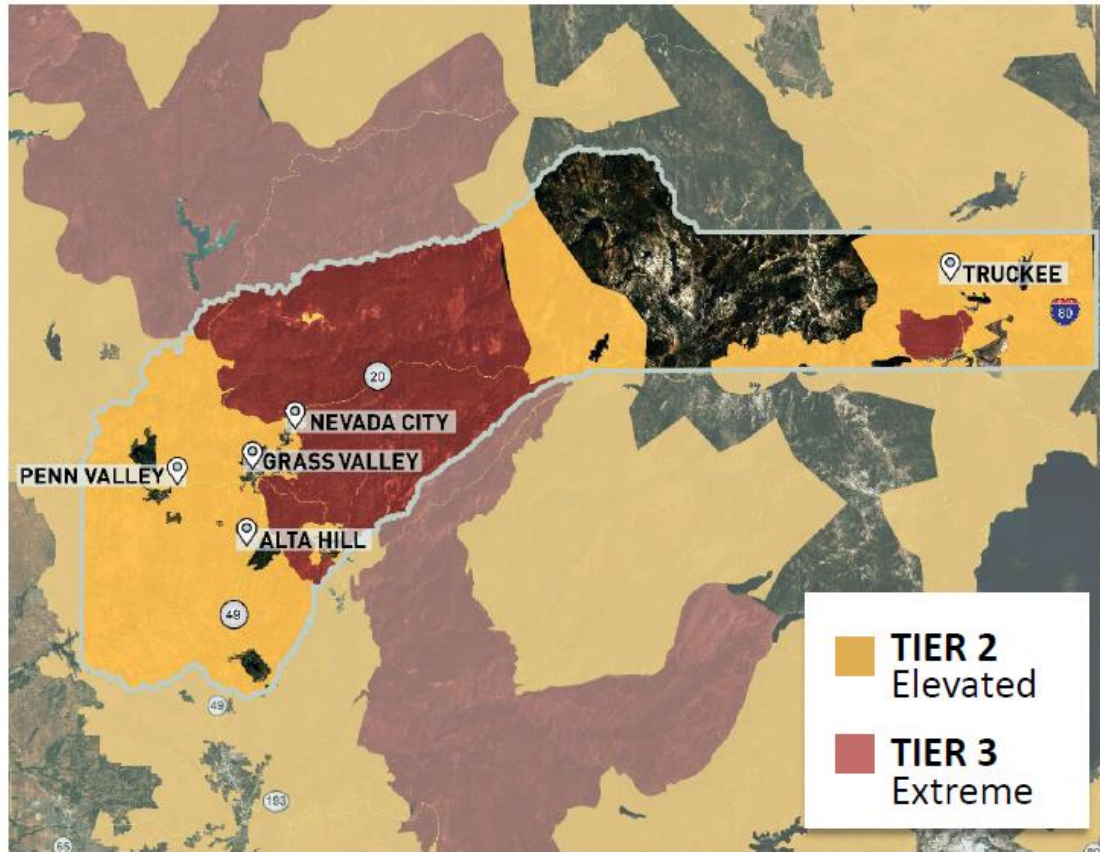 TRUCKEE
80
20
NEVADA CITY
GRASS VALLEY
PENN VALLEY
ALTA HILL
49
49
193
65
TIER 2
Elevated
TIER 3
Extreme